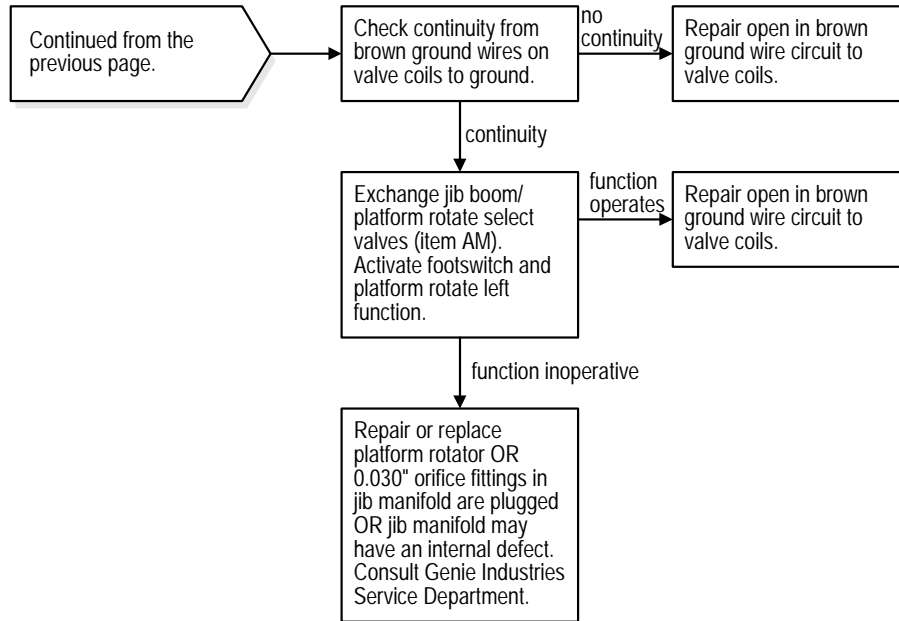 Continued from the
previous page.
Check continuity from
brown ground wires on
valve coils to ground.
no
continuity
Repair open in brown
ground wire circuit to
valve coils.
continuity
Exchange jib boom/
platform rotate select
valves (item AM).
Activate footswitch and
platform rotate left
function.
function
operates
Repair open in brown
ground wire circuit to
valve coils.
function inoperative
Repair or replace
platform rotator OR
0.030" orifice fittings in
jib manifold are plugged
OR jib manifold may
have an internal defect.
Consult Genie Industries
Service Department.